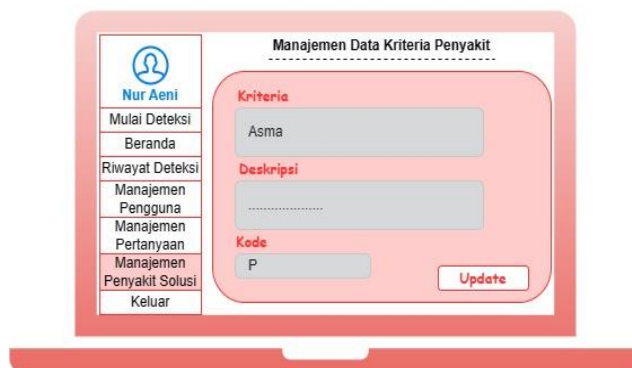 Manajemen Data Kriteria Penyakit
Nur Aeni
Mulai Deteksi
Beranda
Riwayat Deteksi
Manajemen
Pengguna
Manajemen
Pertanyaan
Manajemen
Penyakit Solusi
Keluar
Kriteria
Asma
Deskripsi
....................
Kode
P
Update